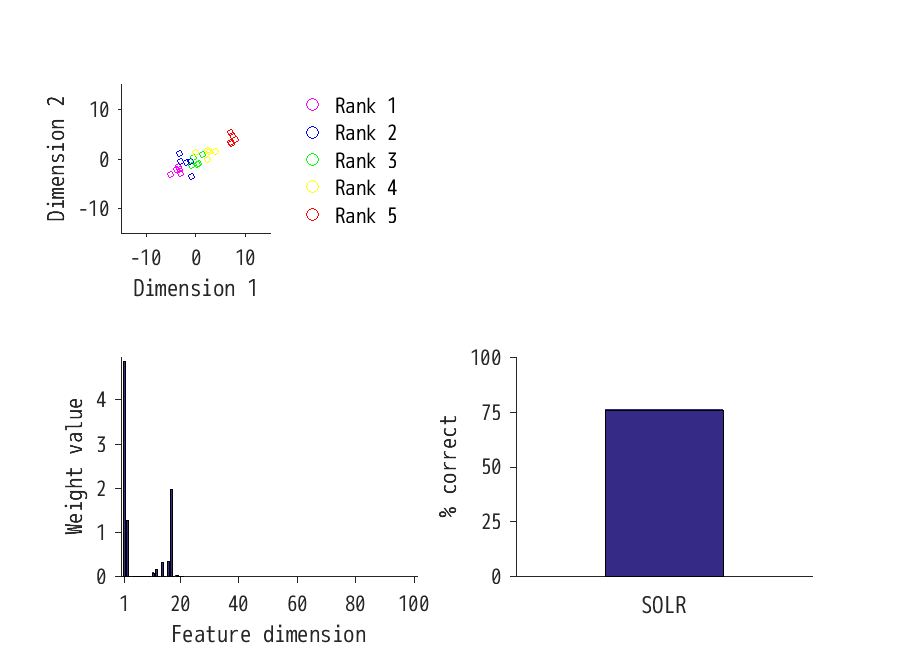 Dimension 2
10
0
-10
-10 0 10
Dimension 1
Rank 1
Rank 2
Rank 3
Rank 4
Rank 5
Weight value
4
3
2
1
0
1 20 40 60 80 100
Feature dimension
% correct
100
75
50
25
0
SOLR